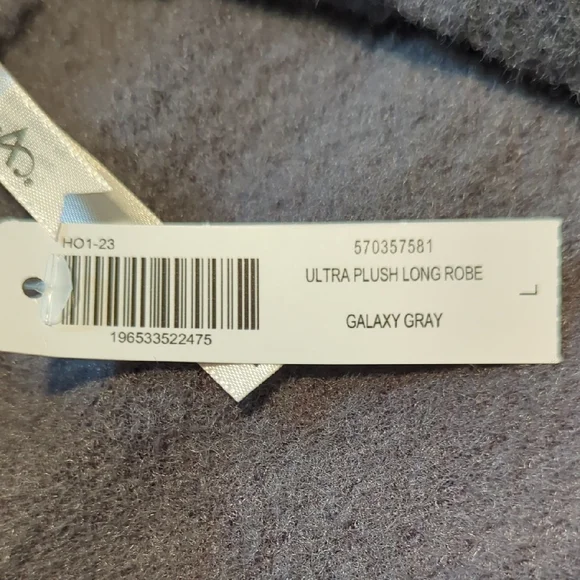 HO1-23
196533522475
570357581
ULTRA PLUSH LONG ROBE
GALAXY GRAY
L